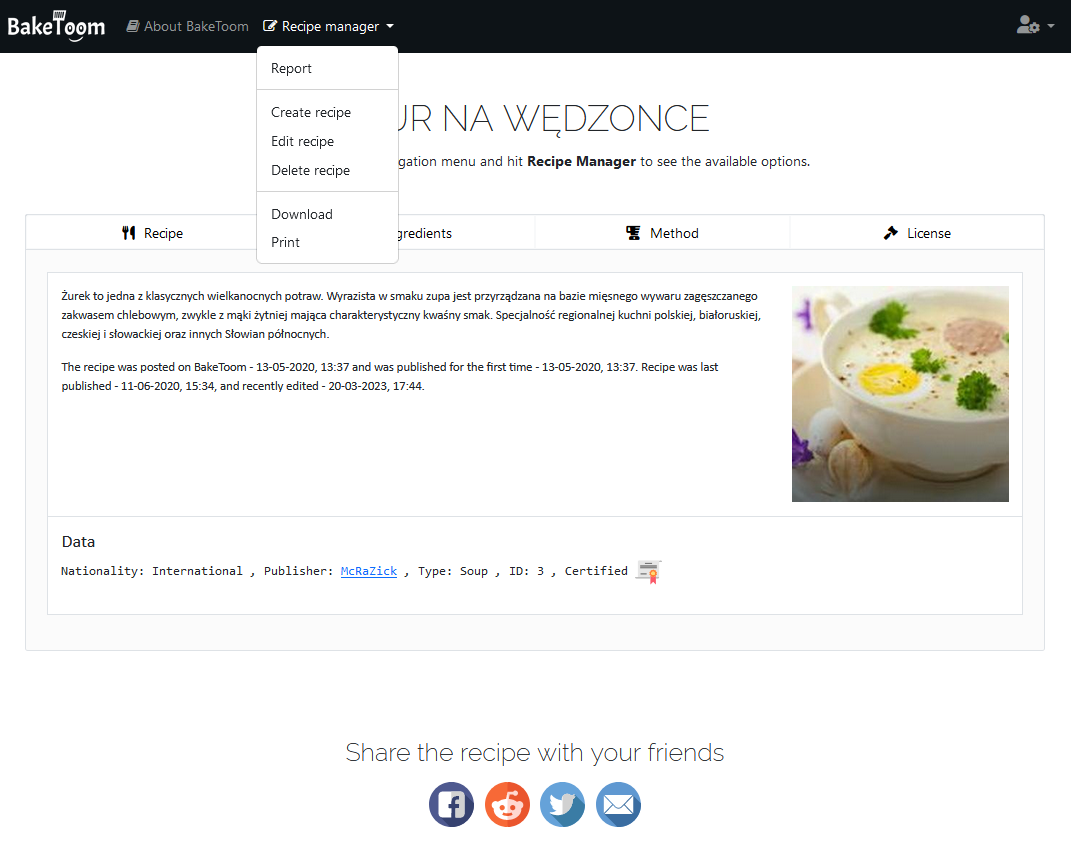 BakeToom
About BakeToom
Recipe manager
Report
Create recipe
Edit recipe
Delete recipe
Download
Print
UR NA WĘDZONCE
gation menu and hit Recipe Manager to see the available options.
Recipe
gredients
Method
License
Żurek to jedna z klasycznych wielkanocnych potraw. Wyrazista w smaku zupa jest przyrządzana na bazie mięsnego wywaru zagęszczanego
zakwasem chlebowym, zwykle z mąki żytniej mająca charakterystyczny kwaśny smak. Specjalność regionalnej kuchni polskiej, białoruskiej,
czeskiej i słowackiej oraz innych Słowian północnych.
The recipe was posted on BakeToom - 13-05-2020, 13:37 and was published for the first time - 13-05-2020, 13:37. Recipe was last
published - 11-06-2020, 15:34, and recently edited - 20-03-2023, 17:44.
Data
Nationality: International , Publisher: McRaZick , Type: Soup , ID: 3 , Certified
Share the recipe with your friends